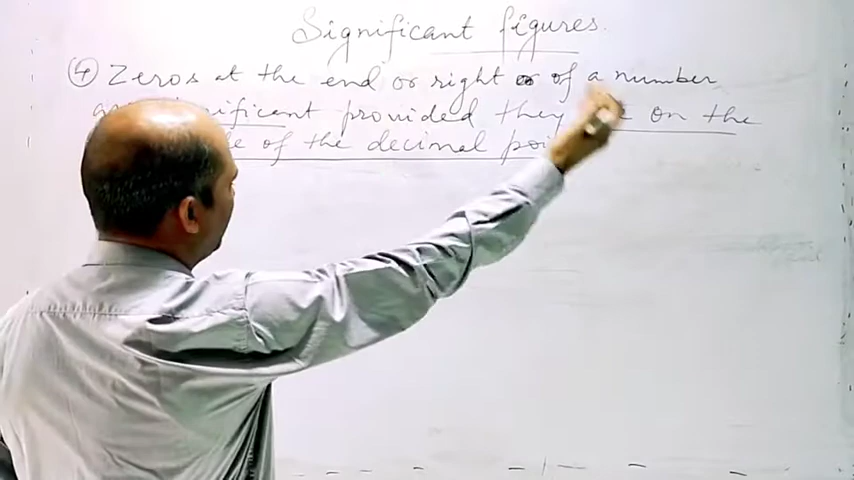 Significant figures.
④ Zeros at the end or right of a number
significant provided they on the
of the decimal